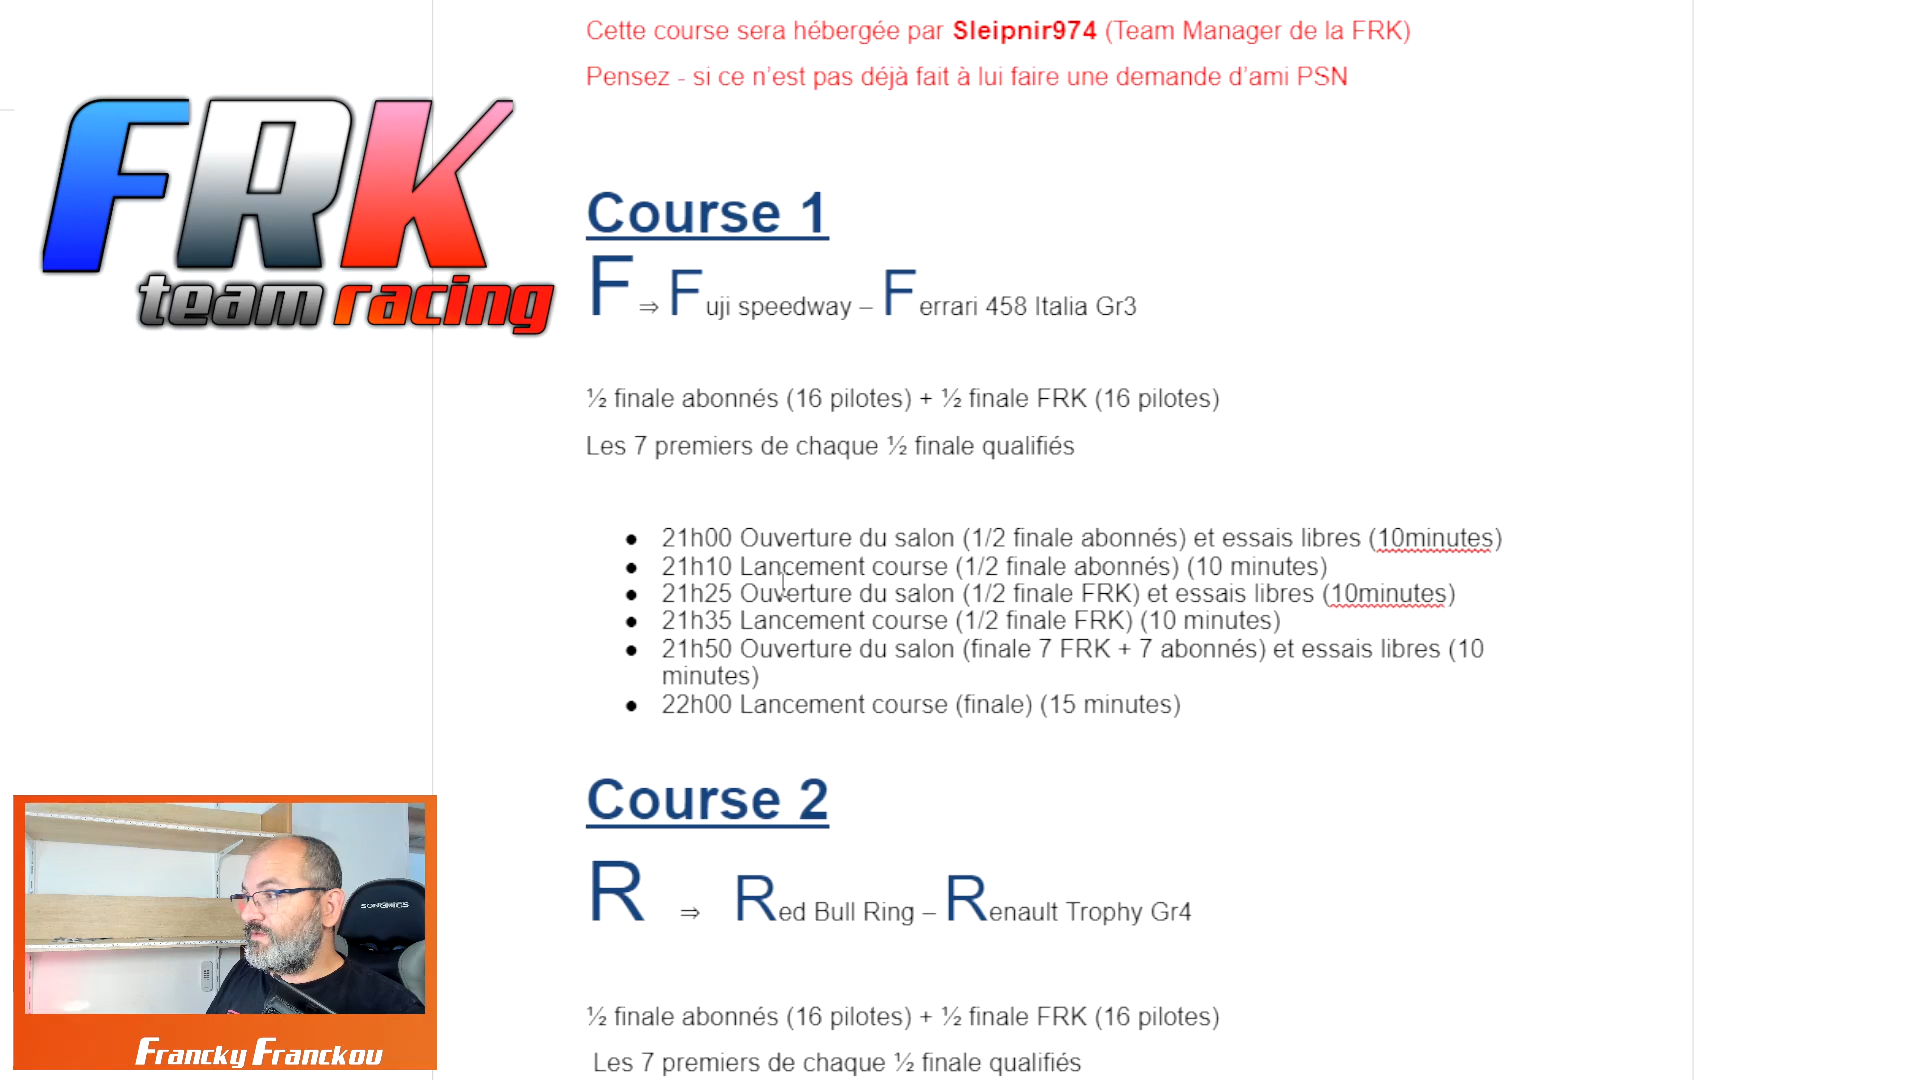 Cette course sera hébergée par Sleipnir974 (Team Manager de la FRK)
Pensez - si ce n’est pas déjà fait à lui faire une demande d’ami PSN
FRK
team racing
Course 1
F ⇒ Fuji speedway – Ferrari 458 Italia Gr3
½ finale abonnés (16 pilotes) + ½ finale FRK (16 pilotes)
Les 7 premiers de chaque ½ finale qualifiés
● 21h00 Ouverture du salon (1/2 finale abonnés) et essais libres (10minutes)
● 21h10 Lancement course (1/2 finale abonnés) (10 minutes)
● 21h25 Ouverture du salon (1/2 finale FRK) et essais libres (10minutes)
● 21h35 Lancement course (1/2 finale FRK) (10 minutes)
● 21h50 Ouverture du salon (finale 7 FRK + 7 abonnés) et essais libres (10
minutes)
● 22h00 Lancement course (finale) (15 minutes)
Course 2
R ⇒ Red Bull Ring – Renault Trophy Gr4
½ finale abonnés (16 pilotes) + ½ finale FRK (16 pilotes)
Les 7 premiers de chaque ½ finale qualifiés
SONGMICS
Francky Franckou